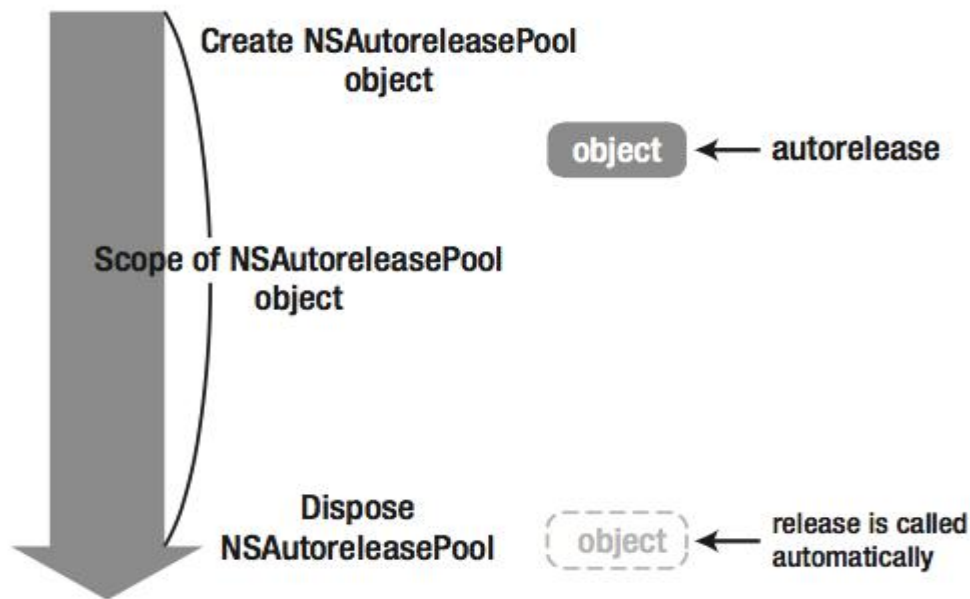 Create NSAutoreleasePool
object
object
autorelease
Scope of NSAutoreleasePool
object
Dispose
NSAutoreleasePool
object
release is called
automatically